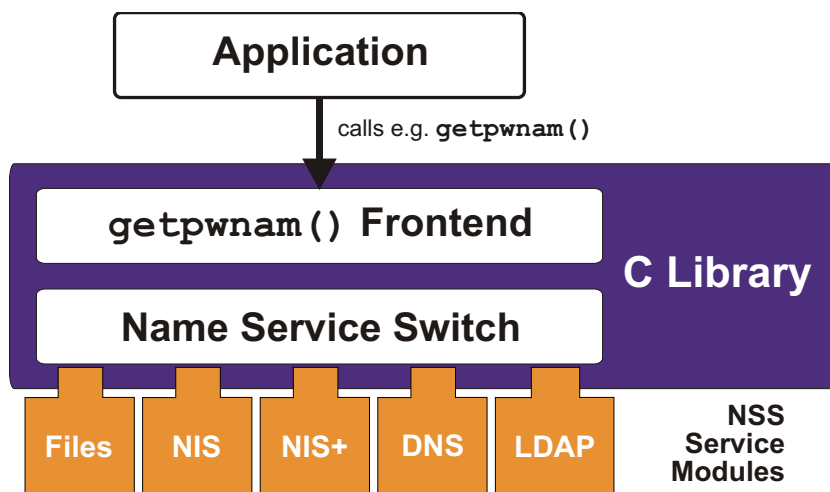 Application
calls e.g. getpwnam()
getpwnam() Frontend
C Library
Name Service Switch
Files
NIS
NIS+
DNS
LDAP
NSS
Service
Modules